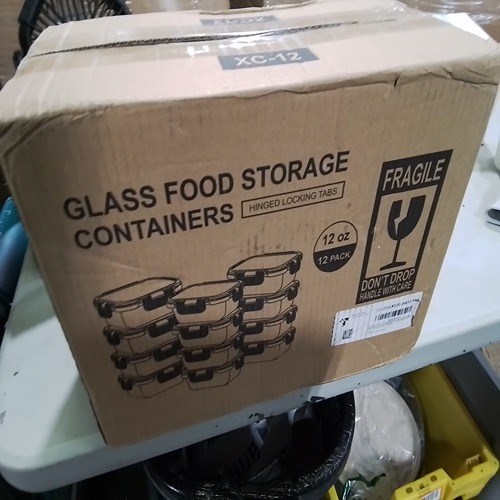 XC-12
GLASS FOOD STORAGE
CONTAINERS HINGED LOCKING TABS
12 oz
12 PACK
FRAGILE
DON'T DROP
HANDLE WITH CARE